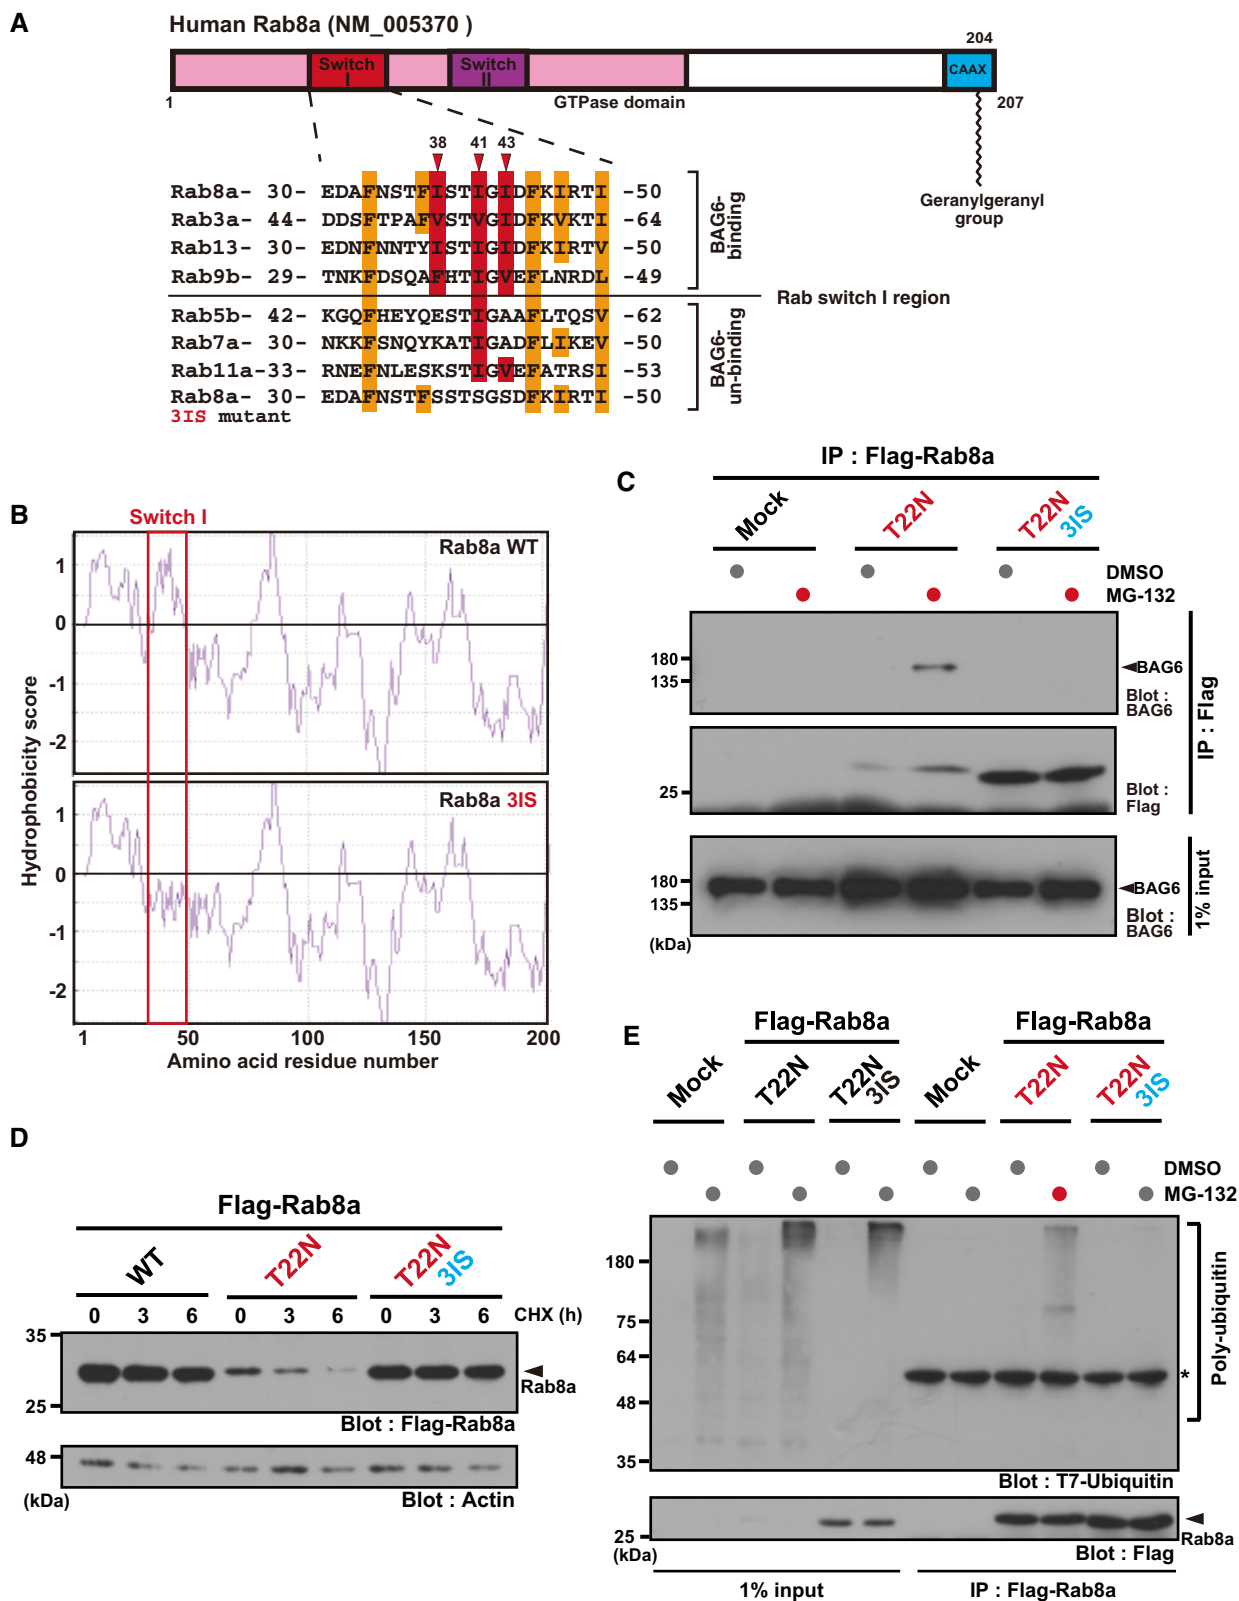 A
Human Rab8a (NM_005370 )
204
Switch I
Switch II
CAAX
1
GTPase domain
207
38 41 43
Rab8a- 30- EDAFNSTFISTIGIDFKIRTI -50
Rab3a- 44- DDSFTPAFVSTVGIDFKVKTI -64
Rab13- 30- EDNFNNTYISTIGIDFKIRTV -50
Rab9b- 29- TNKFDSQAFHTIGVEFLNRDL -49
BAG6-binding
Geranylgeranyl group
Rab switch I region
Rab5b- 42- KGQFHEYQESTIGAAFLTQSV -62
Rab7a- 30- NKKFSNQYKATIGADFLIKEV -50
Rab11a-33- RNEFNLESKSTIGVEFATRSI -53
Rab8a- 30- EDAFNSTFSSTSGSDFKIRTI -50
3IS mutant
BAG6-un-binding
B
Switch I
Rab8a WT
1
0
-1
-2
Rab8a 3IS
1
0
-1
-2
Hydrophobicity score
1 50 100 150 200
Amino acid residue number
C
IP : Flag-Rab8a
Mock T22N T22N 3IS
DMSO
MG-132
180
135
BAG6
Blot : BAG6
25
Blot : Flag
IP : Flag
180
135
BAG6
Blot : BAG6
1% input
(kDa)
D
Flag-Rab8a
WT T22N T22N 3IS
0 3 6 0 3 6 0 3 6 CHX (h)
35
25
Rab8a
Blot : Flag-Rab8a
48
(kDa)
Blot : Actin
E
Flag-Rab8a Flag-Rab8a
Mock T22N T22N 3IS Mock T22N T22N 3IS
DMSO
MG-132
180
75
64
48
35
*
Poly-ubiquitin
Blot : T7-Ubiquitin
25
(kDa)
Rab8a
Blot : Flag
1% input IP : Flag-Rab8a